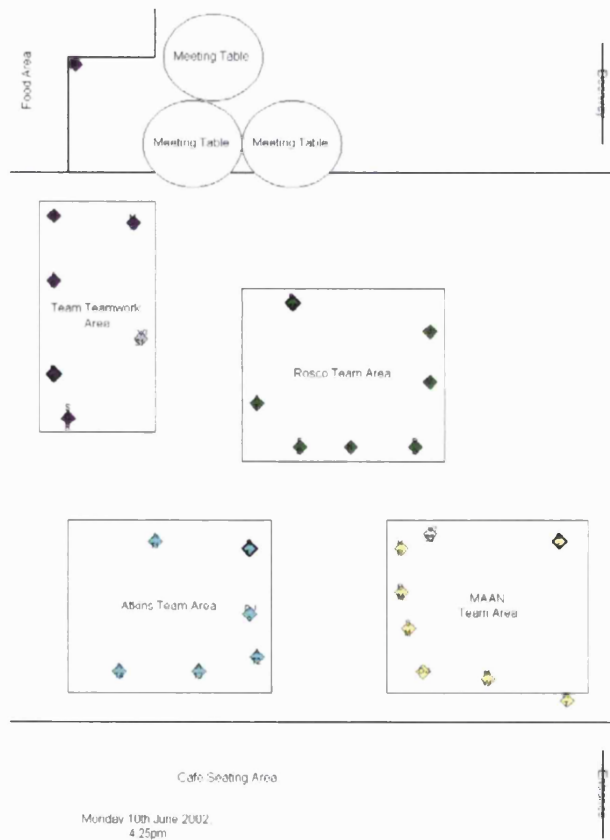 Food Area
Meeting Table
Meeting Table
Meeting Table
Team Teamwork
Area
Rosco Team Area
Atkins Team Area
MAAN
Team Area
Cafe Seating Area
Monday 10th June 2002,
4:25pm